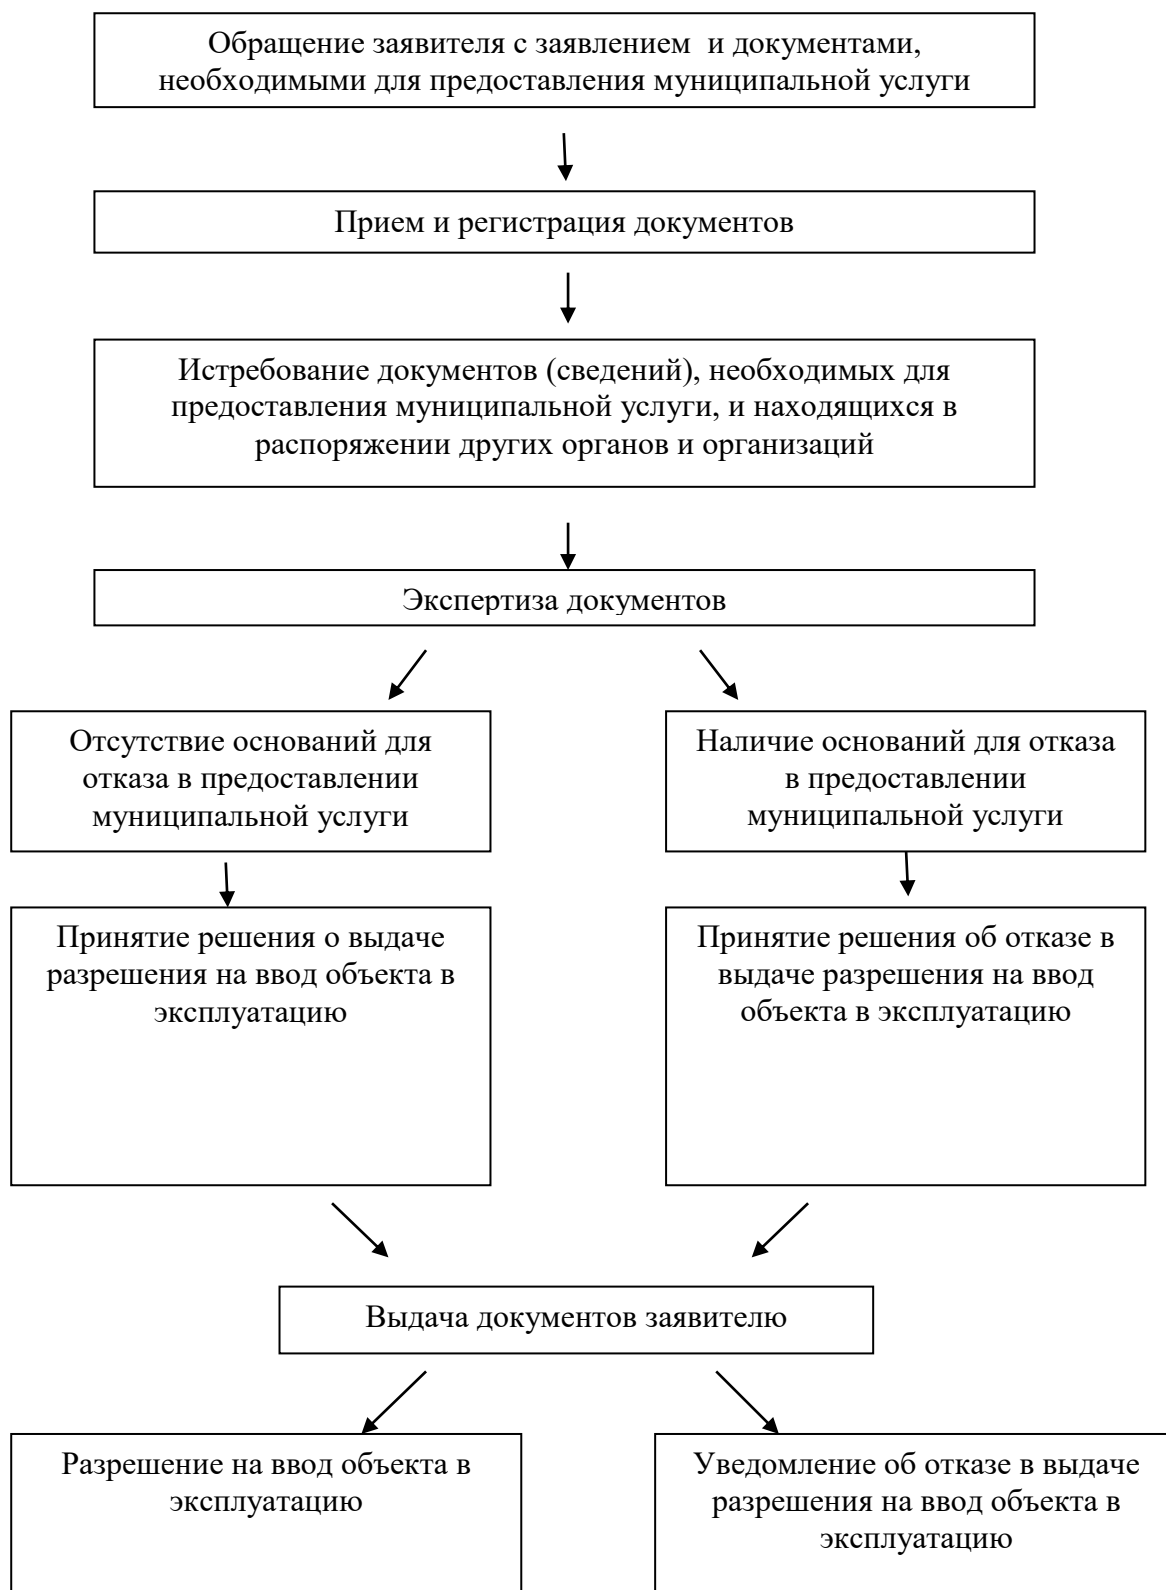 Обращение заявителя с заявлением  и документами,
необходимыми для предоставления муниципальной услуги
Прием и регистрация документов
Истребование документов (сведений), необходимых для
предоставления муниципальной услуги, и находящихся в
распоряжении других органов и организаций
Экспертиза документов
Отсутствие оснований для
отказа в предоставлении
муниципальной услуги
Наличие оснований для отказа
в предоставлении
муниципальной услуги
Принятие решения о выдаче
разрешения на ввод объекта в
эксплуатацию
Принятие решения об отказе в
выдаче разрешения на ввод
объекта в эксплуатацию
Выдача документов заявителю
Разрешение на ввод объекта в
эксплуатацию
Уведомление об отказе в выдаче
разрешения на ввод объекта в
эксплуатацию